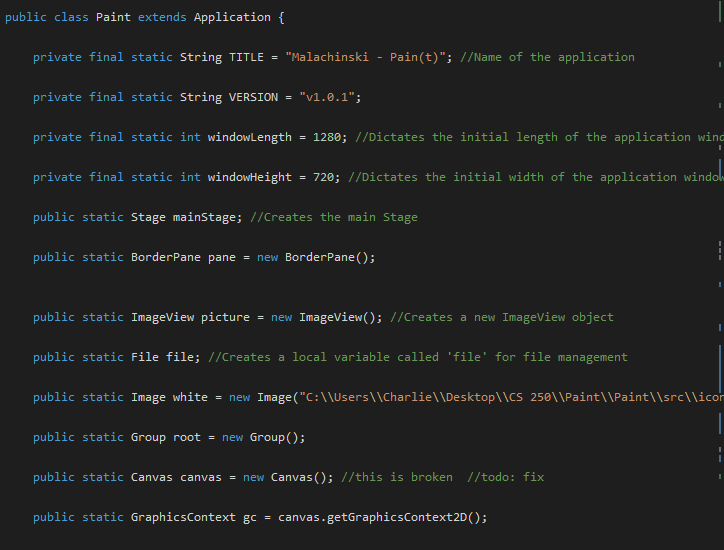 public class Paint extends Application {
private final static String TITLE = "Malachinski - Pain(t)"; //Name of the application
private final static String VERSION = "v1.0.1";
private final static int windowLength = 1280; //Dictates the initial length of the application wind
private final static int windowHeight = 720; //Dictates the initial width of the application window
public static Stage mainStage; //Creates the main Stage
public static BorderPane pane = new BorderPane();
public static ImageView picture = new ImageView(); //Creates a new ImageView object
public static File file; //Creates a local variable called 'file' for file management
public static Image white = new Image("C:\\Users\\Charlie\\Desktop\\CS 250\\Paint\\Paint\\src\\icon
public static Group root = new Group();
public static Canvas canvas = new Canvas(); //this is broken  //todo: fix
public static GraphicsContext gc = canvas.getGraphicsContext2D();